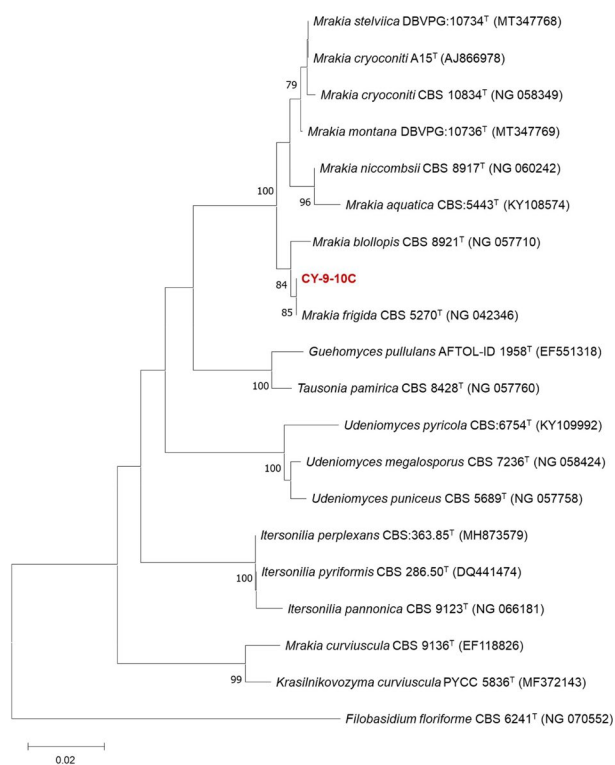 Mrakia stelviica DBVPG:10734ᵀ (MT347768)
Mrakia cryoconiti A15ᵀ (AJ866978)
79
Mrakia cryoconiti CBS 10834ᵀ (NG 058349)
Mrakia montana DBVPG:10736ᵀ (MT347769)
Mrakia niccombsii CBS 8917ᵀ (NG 060242)
100
96
Mrakia aquatica CBS:5443ᵀ (KY108574)
Mrakia blollopis CBS 8921ᵀ (NG 057710)
CY-9-10C
84
85
Mrakia frigida CBS 5270ᵀ (NG 042346)
Guehomyces pullulans AFTOL-ID 1958ᵀ (EF551318)
100
Tausonia pamirica CBS 8428ᵀ (NG 057760)
Udeniomyces pyricola CBS:6754ᵀ (KY109992)
Udeniomyces megalosporus CBS 7236ᵀ (NG 058424)
100
Udeniomyces puniceus CBS 5689ᵀ (NG 057758)
Itersonilia perplexans CBS:363.85ᵀ (MH873579)
100
Itersonilia pyriformis CBS 286.50ᵀ (DQ441474)
Itersonilia pannonica CBS 9123ᵀ (NG 066181)
Mrakia curviuscula CBS 9136ᵀ (EF118826)
99
Krasilnikovozyma curviuscula PYCC 5836ᵀ (MF372143)
Filobasidium floriforme CBS 6241ᵀ (NG 070552)
0.02